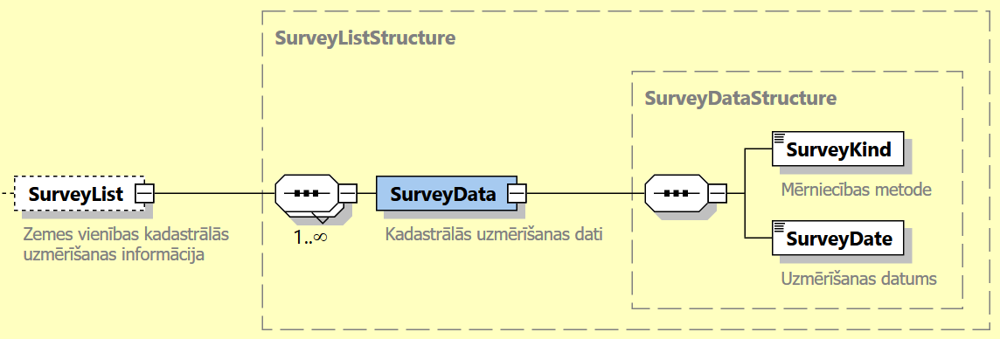 SurveyListStructure
SurveyDataStructure
SurveyKind
Mērniecības metode
SurveyList
Zemes vienības kadastrālās
uzmērīšanas informācija
1..∞
SurveyData
Kadastrālās uzmērīšanas dati
SurveyDate
Uzmērīšanas datums